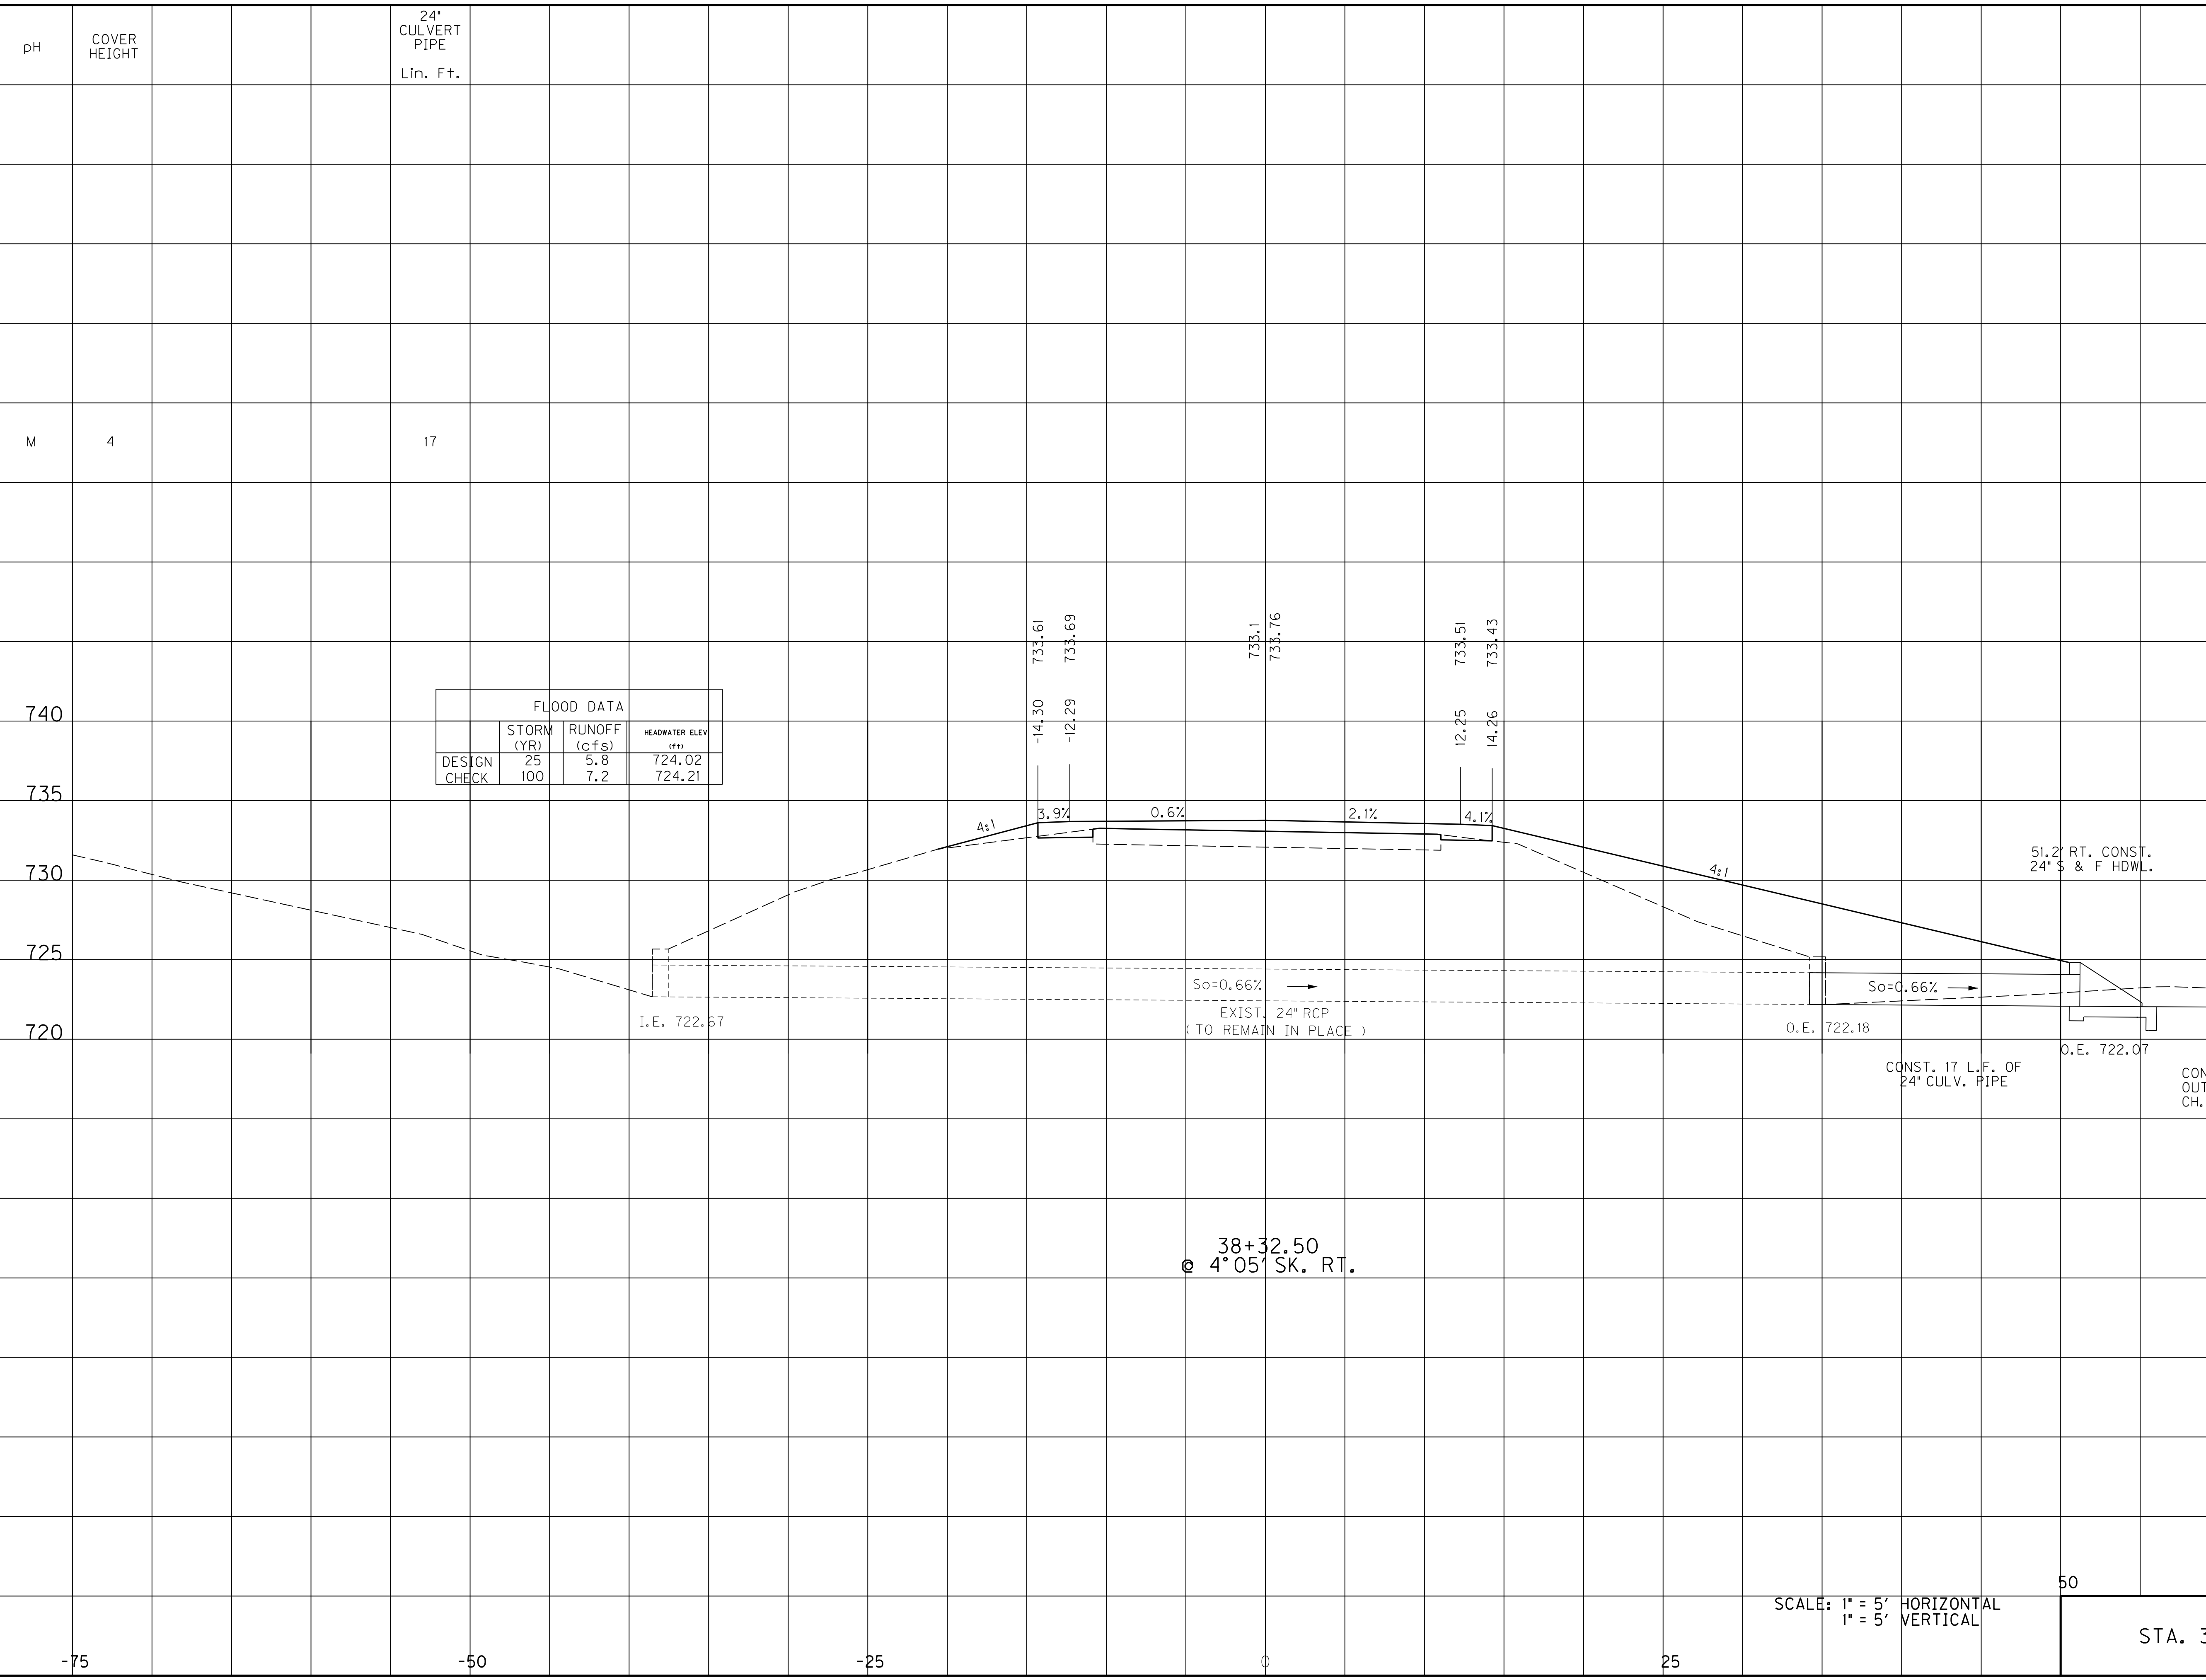 pH
COVER
HEIGHT
24"
CULVERT
PIPE
Lin. Ft.
M 4 17
733.61
733.69
733.1
733.76
733.51
733.43
-14.30
-12.29
12.25
14.26
740
735
730
725
720
FLOOD DATA
STORM
(YR)
RUNOFF
(cfs)
HEADWATER ELEV
(ft)
DESIGN 25 5.8 724.02
CHECK 100 7.2 724.21
4:1
3.9%
0.6%
2.1%
4.1%
4:1
51.2' RT. CONST.
24" S & F HDWL.
So=0.66%
So=0.66%
I.E. 722.67
EXIST. 24" RCP
( TO REMAIN IN PLACE )
O.E. 722.18
O.E. 722.07
CONST. 17 L.F. OF
24" CULV. PIPE
CON
OUT
CH.
38+32.50
@ 4°05' SK. RT.
50
SCALE: 1" = 5' HORIZONTAL
1" = 5' VERTICAL
STA. 3
-75 -50 -25 0 25